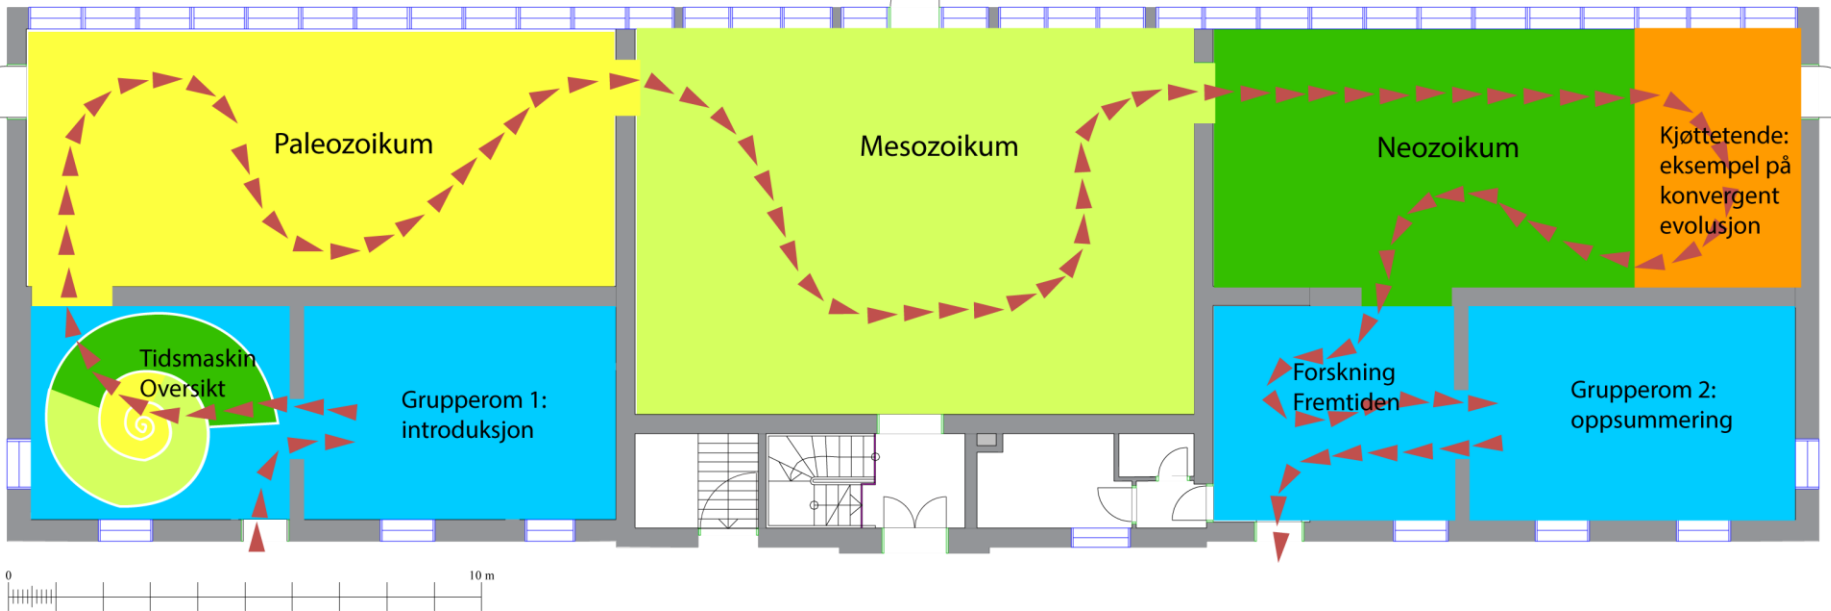 Paleozoikum
Mesozoikum
Neozoikum
Kjøttetende:
eksempel på
konvergent
evolusjon
Tidsmaskin
Oversikt
Grupperom 1:
introduksjon
Forskning
Fremtiden
Grupperom 2:
oppsummering
0
10 m